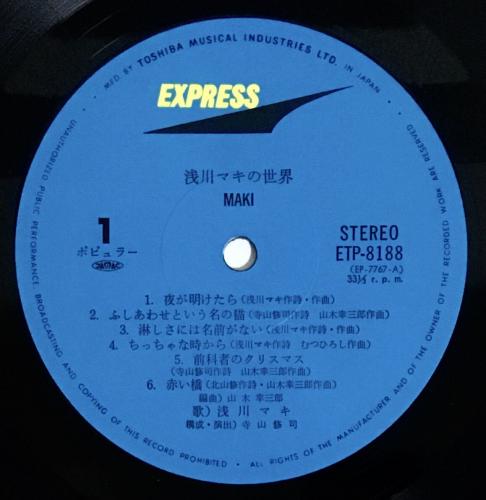 MFD. BY TOSHIBA MUSICAL INDUSTRIES LTD. IN JAPAN
EXPRESS
浅川マキの世界
MAKI
1
ポピュラー
STEREO
ETP-8188
(EP-7767-A)
33⅓ r. p. m.
1. 夜が明けたら(浅川マキ作詩・作曲)
2. ふしあわせという名の猫(寺山修司作詩 山木幸三郎作曲)
3. 淋しさには名前がない(浅川マキ作詩・作曲)
4. ちっちゃな時から(浅川マキ作詩 むつひろし作曲)
5. 前科者のクリスマス
(寺山修司作詩 山木幸三郎作曲)
6. 赤い橋(北山修作詩・山木幸三郎作曲)
編曲) 山木幸三郎
歌) 浅川マキ
構成・演出) 寺山修司
UNAUTHORIZED PUBLIC PERFORMANCE, BROADCASTING AND COPYING OF THIS RECORD PROHIBITED • ALL RIGHTS OF THE MANUFACTURER AND OF THE OWNER OF THE RECORDED WORK ARE RESERVED